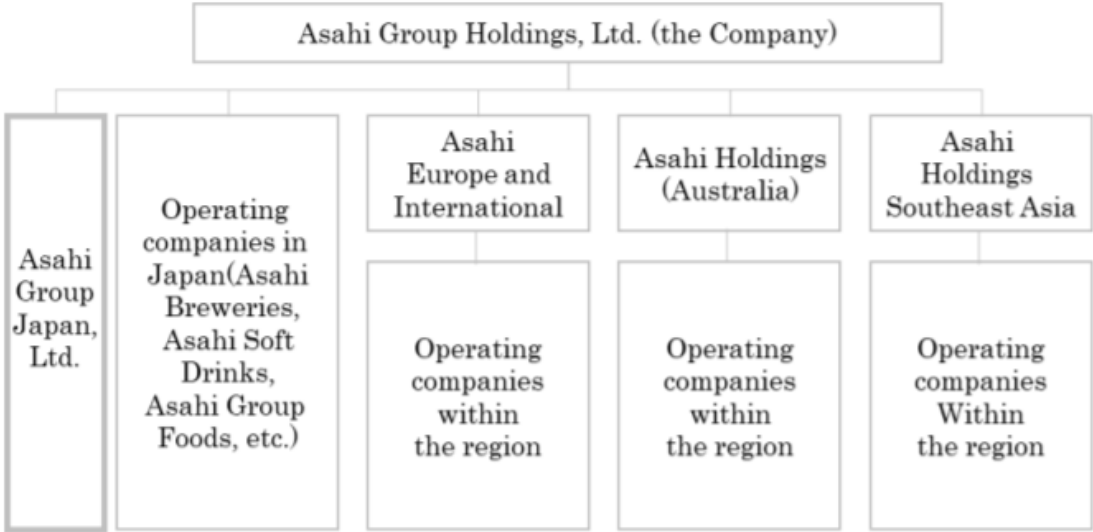 Asahi Group Holdings, Ltd. (the Company)
Asahi
Group
Japan,
Ltd.
Operating
companies in
Japan(Asahi
Breweries,
Asahi Soft
Drinks,
Asahi Group
Foods, etc.)
Asahi
Europe and
International
Operating
companies
within
the region
Asahi Holdings
(Australia)
Operating
companies
within
the region
Asahi
Holdings
Southeast Asia
Operating
companies
Within
the region